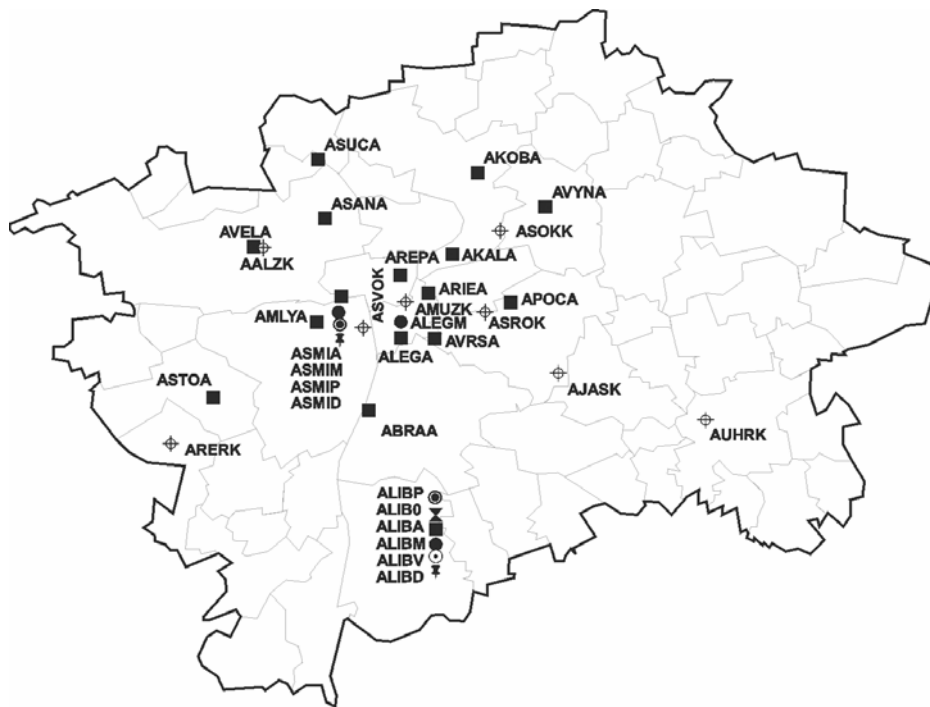 ASUCA
AKOBA
AVYNA
ASANA
ASOKK
AVELA
AALZK
AREPA
AKALA
ASVOK
ARIEA
AMUZK
APOCA
AMLYA
ALEGM
ASROK
ALEGA
AVRSA
ASMIA
ASMIM
ASMIP
ASMID
ASTOA
AJASK
ABRAA
AUHRK
ARERK
ALIBP
ALIB0
ALIBA
ALIBM
ALIBV
ALIBD